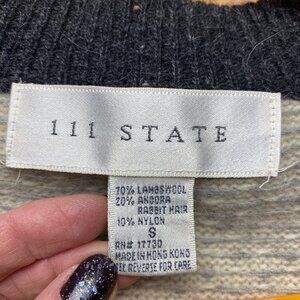 111 STATE
70% LAMBSWOOL
20% ANGORA
RABBIT HAIR
10% NYLON
S
RN# 17730
MADE IN HONG KONG
SEE REVERSE FOR CARE